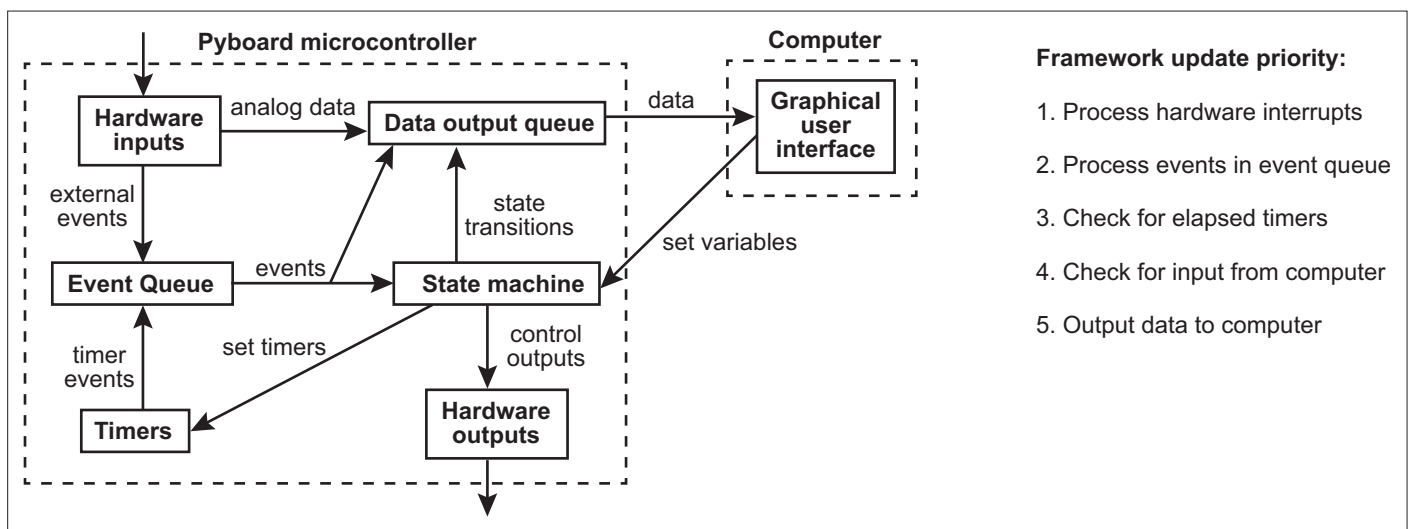 Pyboard microcontroller
Computer
Hardware
inputs
analog data
Data output queue
data
Graphical
user
interface
external
events
state
transitions
set variables
Event Queue
events
State machine
timer
events
set timers
control
outputs
Timers
Hardware
outputs
Framework update priority:
1. Process hardware interrupts
2. Process events in event queue
3. Check for elapsed timers
4. Check for input from computer
5. Output data to computer